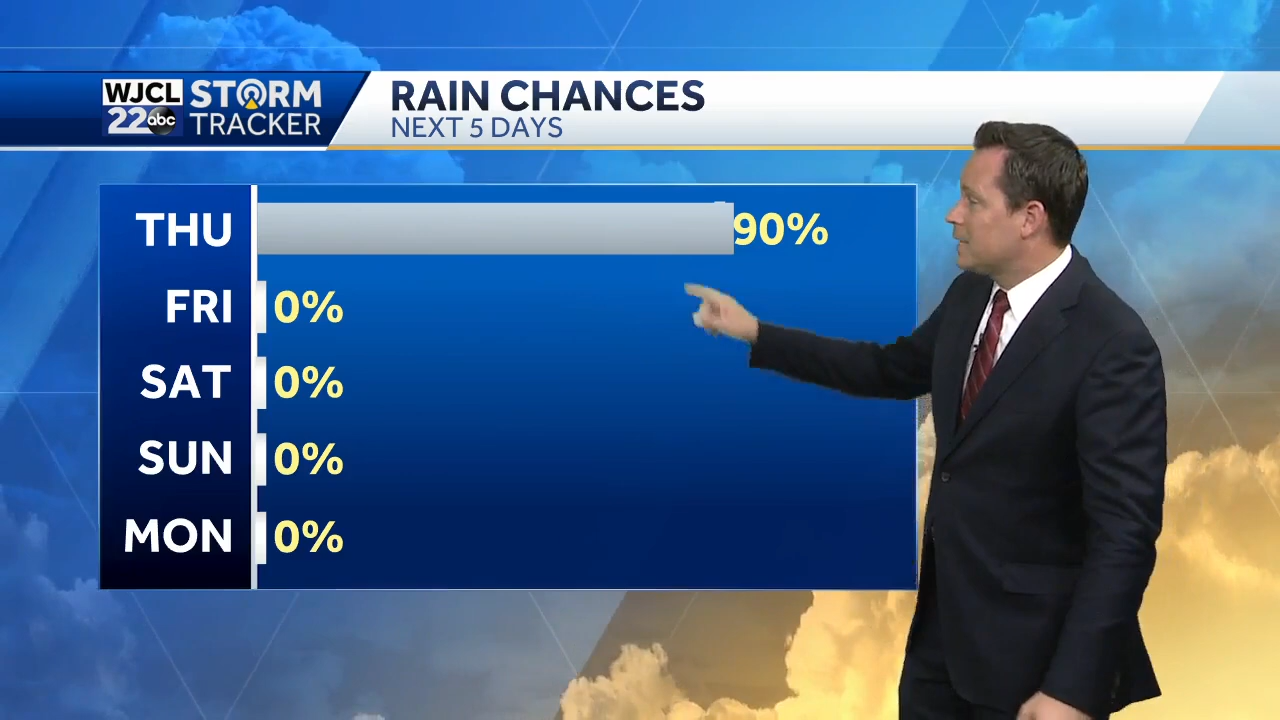 WJCL
22 abc
STORM
TRACKER
RAIN CHANCES
NEXT 5 DAYS
THU 90%
FRI 0%
SAT 0%
SUN 0%
MON 0%